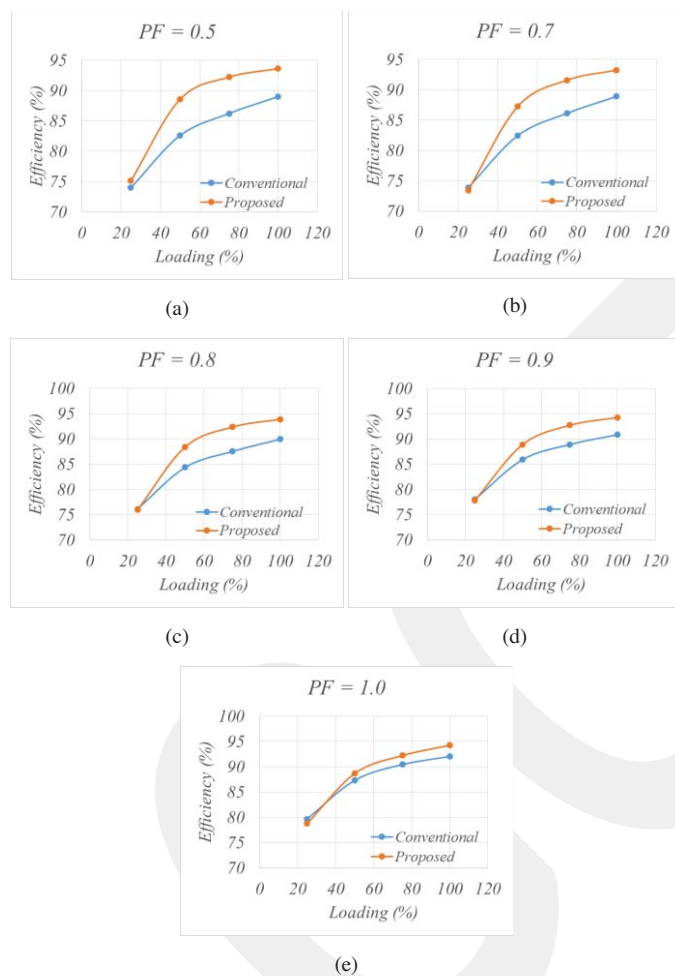 PF = 0.5
95
90
85
80
75
70
Efficiency (%)
Conventional
Proposed
0 20 40 60 80 100 120
Loading (%)
(a)
PF = 0.7
95
90
85
80
75
70
Efficiency (%)
Conventional
Proposed
0 20 40 60 80 100 120
Loading (%)
(b)
PF = 0.8
100
95
90
85
80
75
70
Efficiency (%)
Conventional
Proposed
0 20 40 60 80 100 120
Loading (%)
(c)
PF = 0.9
100
95
90
85
80
75
70
Efficiency (%)
Conventional
Proposed
0 20 40 60 80 100 120
Loading (%)
(d)
PF = 1.0
100
95
90
85
80
75
70
Efficiency (%)
Conventional
Proposed
0 20 40 60 80 100 120
Loading (%)
(e)